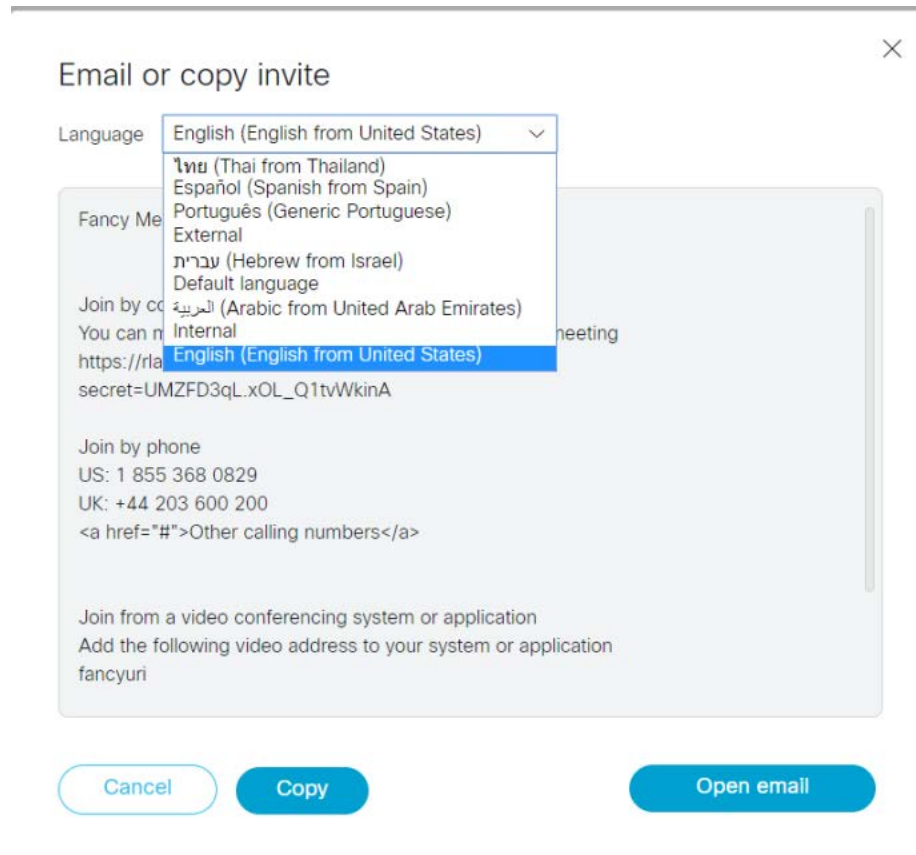 Email or copy invite
Language English (English from United States)
ไทย (Thai from Thailand)
Español (Spanish from Spain)
Português (Generic Portuguese)
External
עברית (Hebrew from Israel)
Default language
العربية (Arabic from United Arab Emirates)
Internal
English (English from United States)
Fancy Me
Join by co
You can m
https://rla
secret=UMZFD3qL.xOL_Q1tvWkinA
Join by phone
US: 1 855 368 0829
UK: +44 203 600 200
<a href="#">Other calling numbers</a>
Join from a video conferencing system or application
Add the following video address to your system or application
fancyuri
Cancel Copy Open email